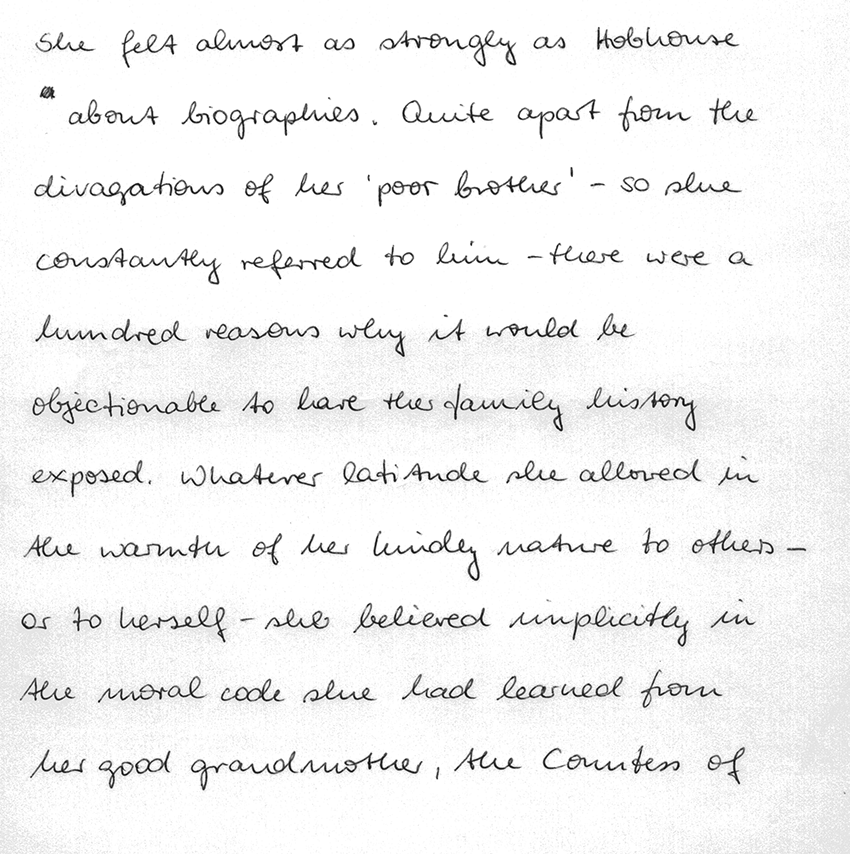 She felt almost as strongly as Hobhouse
about biographies. Quite apart from the
divagations of her 'poor brother' - so she
constantly referred to him - there were a
hundred reasons why it would be
objectionable to have the family history
exposed. Whatever latitude she allowed in
the warmth of her kindly nature to others -
or to herself - she believed implicitly in
the moral code she had learned from
her good grandmother, the Countess of